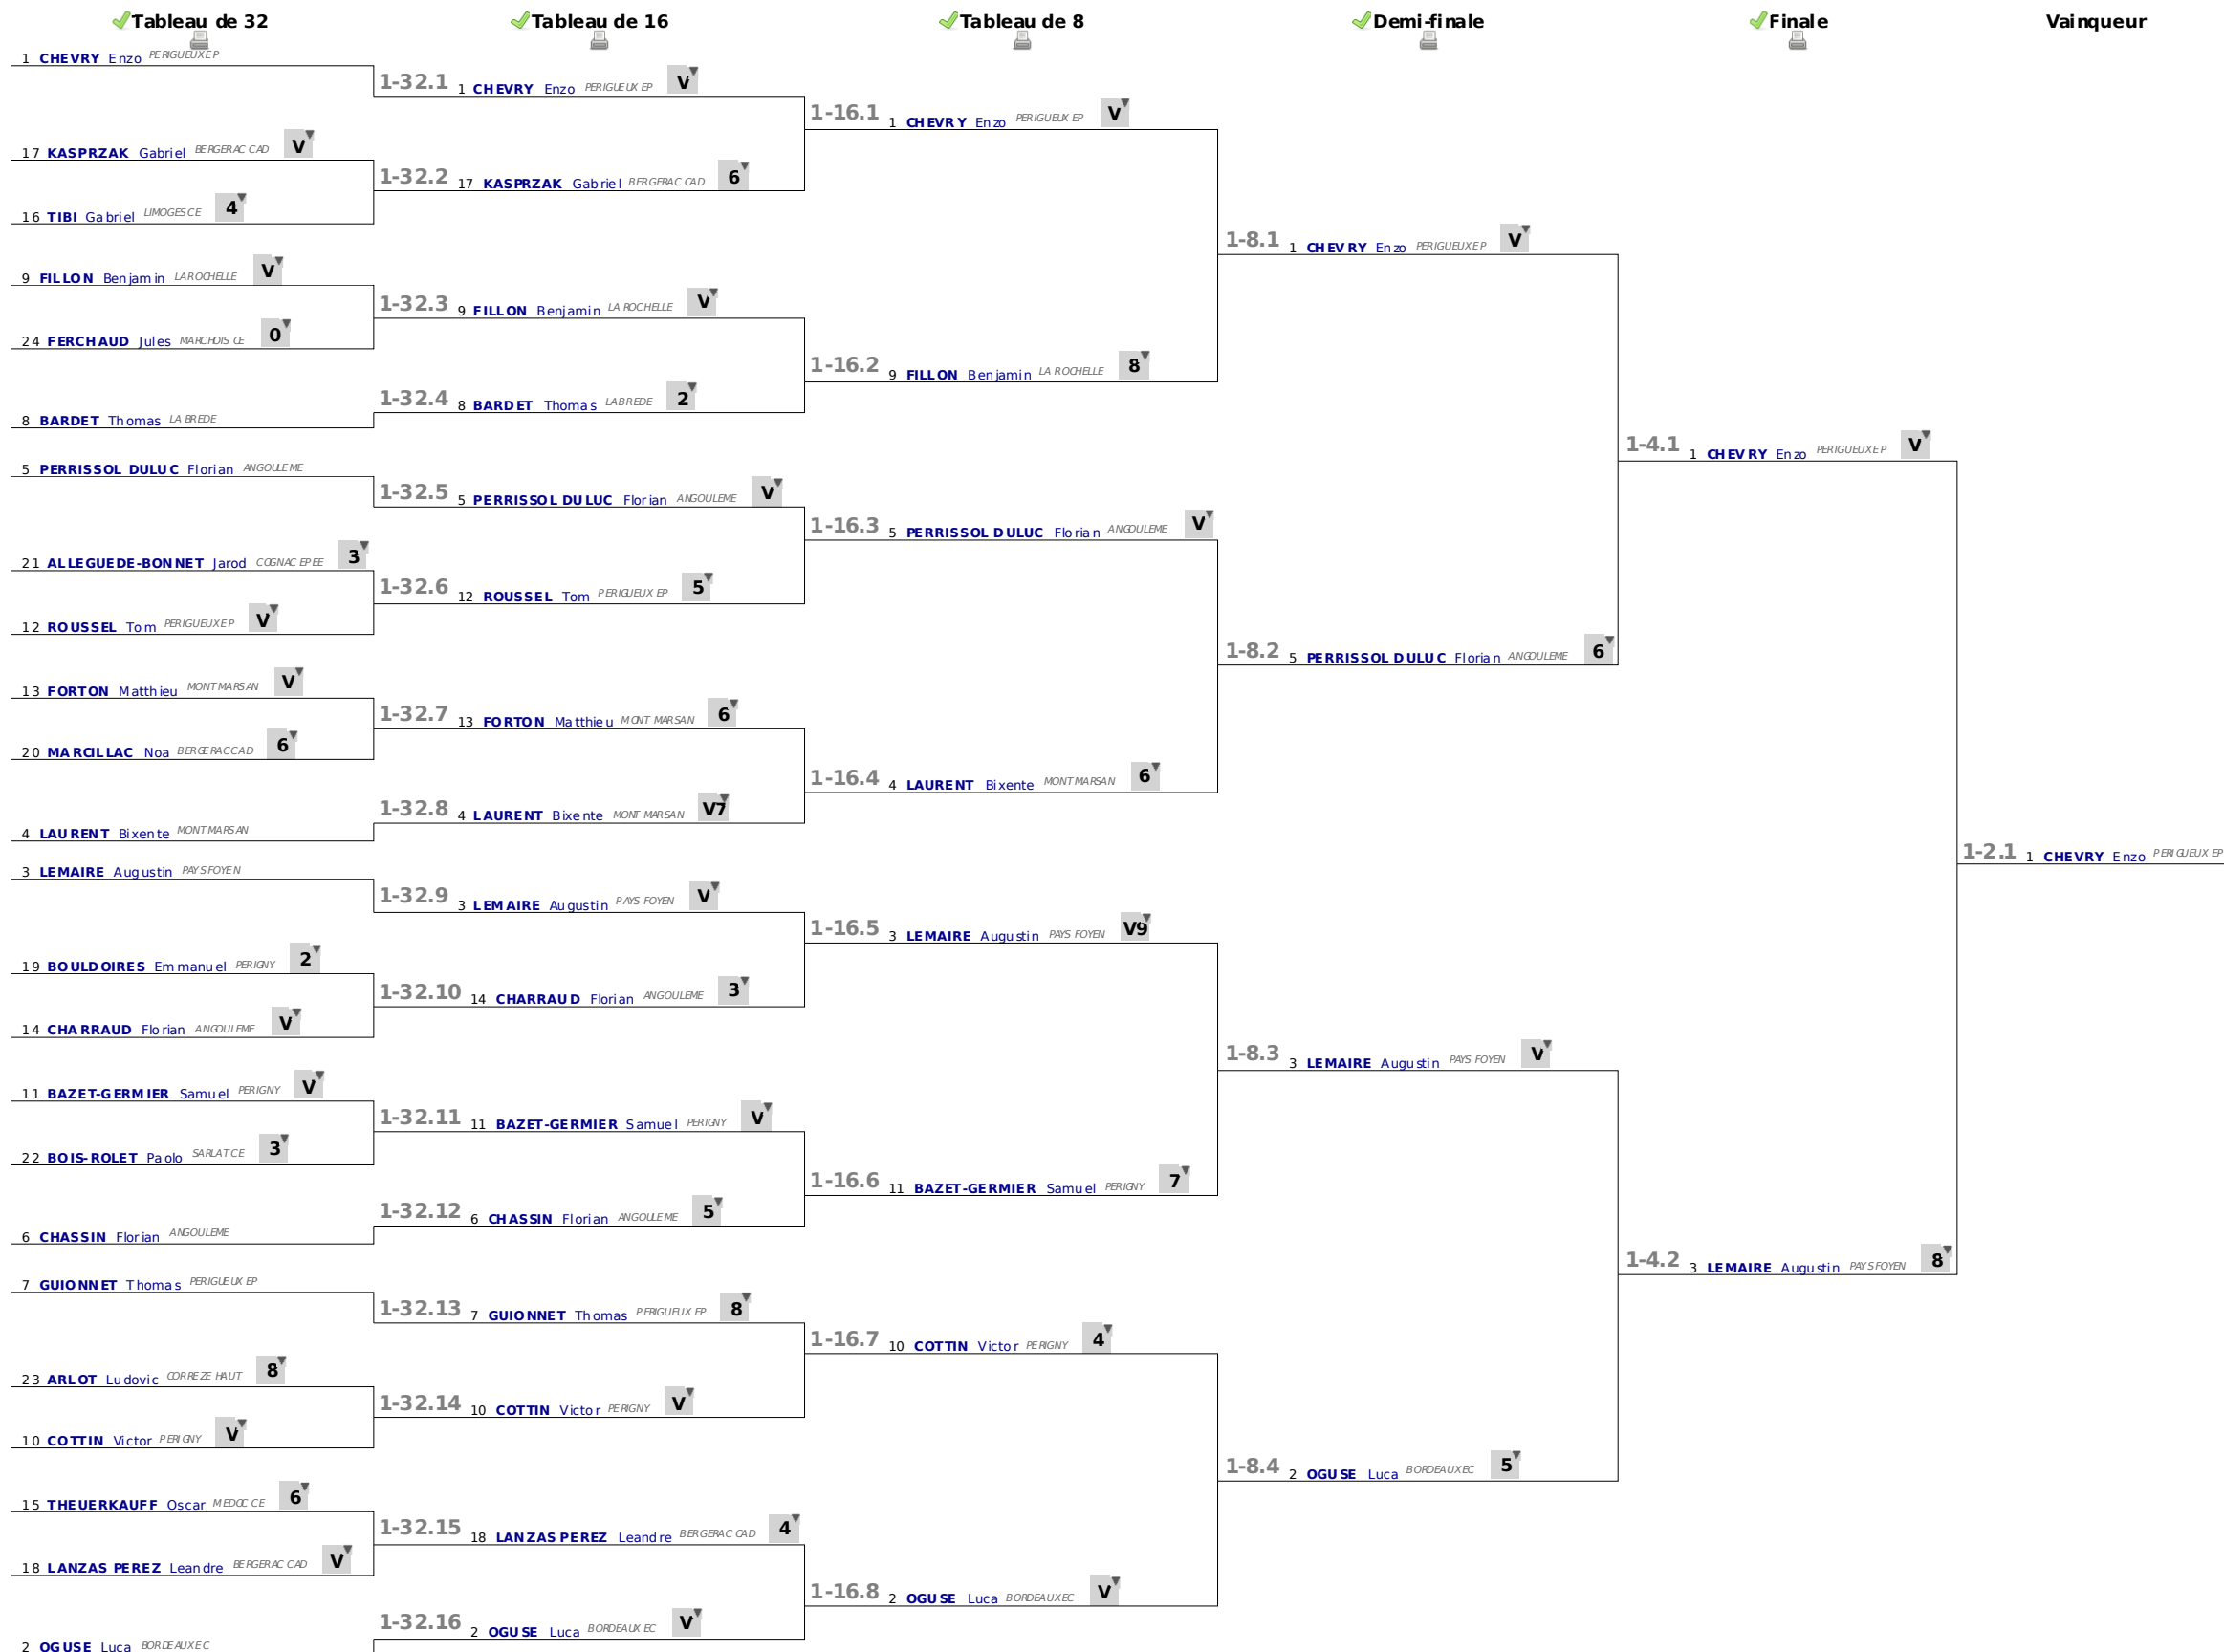 Tableau de 32
Tableau de 16
Tableau de 8
Demi-finale
Finale
Vainqueur
1 CHEVRY Enzo PERIGUEUX EP
17 KASPRZAK Gabriel BERGERAC CAD V
16 TIBI Gabriel LIMOGES CE 4
9 FILLON Benjamin LA ROCHELLE V
24 FERCHAUD Jules MARCHOIS CE 0
8 BARDET Thomas LA BREDE
5 PERRISSOL DULUC Florian ANGOULEME
21 ALLEGUEDE-BONNET Jarod COGNAC EPEE 3
12 ROUSSEL Tom PERIGUEUX EP V
13 FORTON Matthieu MONT MARSAN V
20 MARCILLAC Noa BERGERAC CAD 6
4 LAURENT Bixente MONT MARSAN
3 LEMAIRE Augustin PAYS FOYEN
19 BOULDOIRES Emmanuel PERIGNY 2
14 CHARRAUD Florian ANGOULEME V
11 BAZET-GERMIER Samuel PERIGNY V
22 BOIS-ROLET Paolo SARLAT CE 3
6 CHASSIN Florian ANGOULEME
7 GUIONNET Thomas PERIGUEUX EP
23 ARLOT Ludovic CORREZE HAUT 8
10 COTTIN Victor PERIGNY V
15 THEUERKAUFF Oscar MEDOC CE 6
18 LANZAS PEREZ Leandre BERGERAC CAD V
2 OGUSE Luca BORDEAUX EC
1-32.1 1 CHEVRY Enzo PERIGUEUX EP V
1-32.2 17 KASPRZAK Gabriel BERGERAC CAD 6
1-32.3 9 FILLON Benjamin LA ROCHELLE V
1-32.4 8 BARDET Thomas LA BREDE 2
1-32.5 5 PERRISSOL DULUC Florian ANGOULEME V
1-32.6 12 ROUSSEL Tom PERIGUEUX EP 5
1-32.7 13 FORTON Matthieu MONT MARSAN 6
1-32.8 4 LAURENT Bixente MONT MARSAN V7
1-32.9 3 LEMAIRE Augustin PAYS FOYEN V
1-32.10 14 CHARRAUD Florian ANGOULEME 3
1-32.11 11 BAZET-GERMIER Samuel PERIGNY V
1-32.12 6 CHASSIN Florian ANGOULEME 5
1-32.13 7 GUIONNET Thomas PERIGUEUX EP 8
1-32.14 10 COTTIN Victor PERIGNY V
1-32.15 18 LANZAS PEREZ Leandre BERGERAC CAD 4
1-32.16 2 OGUSE Luca BORDEAUX EC V
1-16.1 1 CHEVRY Enzo PERIGUEUX EP V
1-16.2 9 FILLON Benjamin LA ROCHELLE 8
1-16.3 5 PERRISSOL DULUC Florian ANGOULEME V
1-16.4 4 LAURENT Bixente MONT MARSAN 6
1-16.5 3 LEMAIRE Augustin PAYS FOYEN V9
1-16.6 11 BAZET-GERMIER Samuel PERIGNY 7
1-16.7 10 COTTIN Victor PERIGNY 4
1-16.8 2 OGUSE Luca BORDEAUX EC V
1-8.1 1 CHEVRY Enzo PERIGUEUX EP V
1-8.2 5 PERRISSOL DULUC Florian ANGOULEME 6
1-8.3 3 LEMAIRE Augustin PAYS FOYEN V
1-8.4 2 OGUSE Luca BORDEAUX EC 5
1-4.1 1 CHEVRY Enzo PERIGUEUX EP V
1-4.2 3 LEMAIRE Augustin PAYS FOYEN 8
1-2.1 1 CHEVRY Enzo PERIGUEUX EP